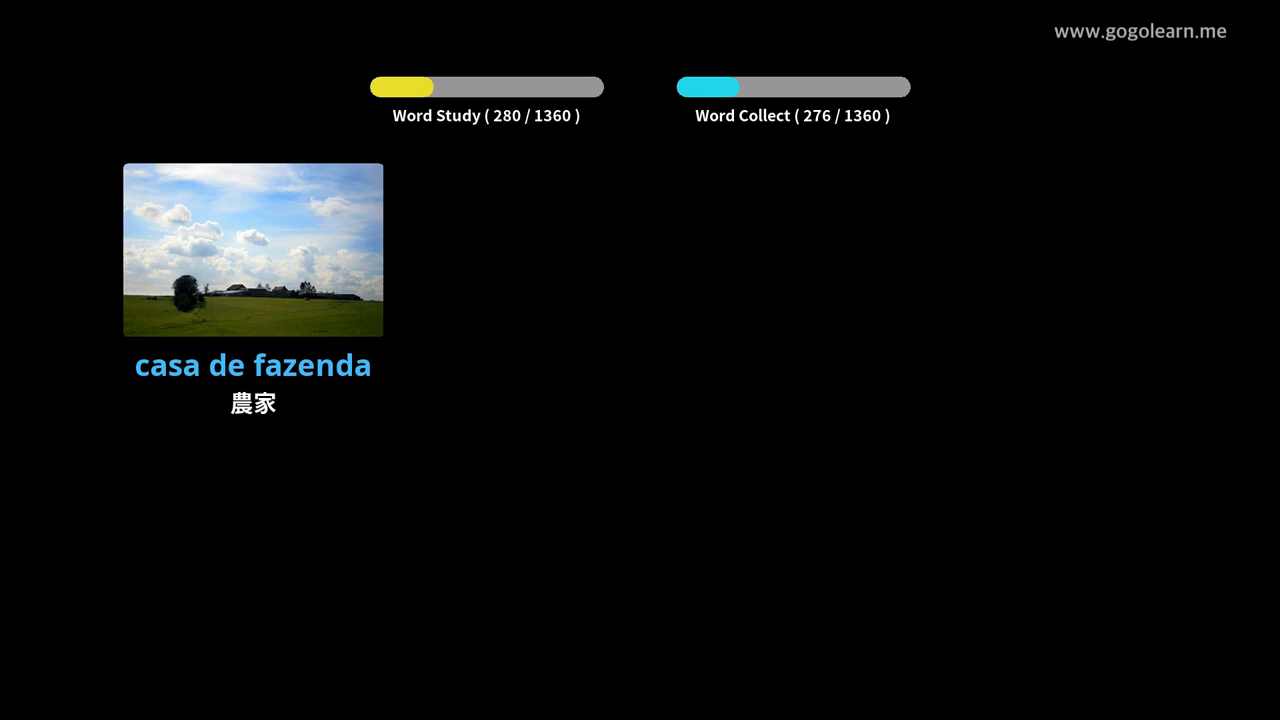 www.gogolearn.me
Word Study ( 280 / 1360 )
Word Collect ( 276 / 1360 )
casa de fazenda
農家